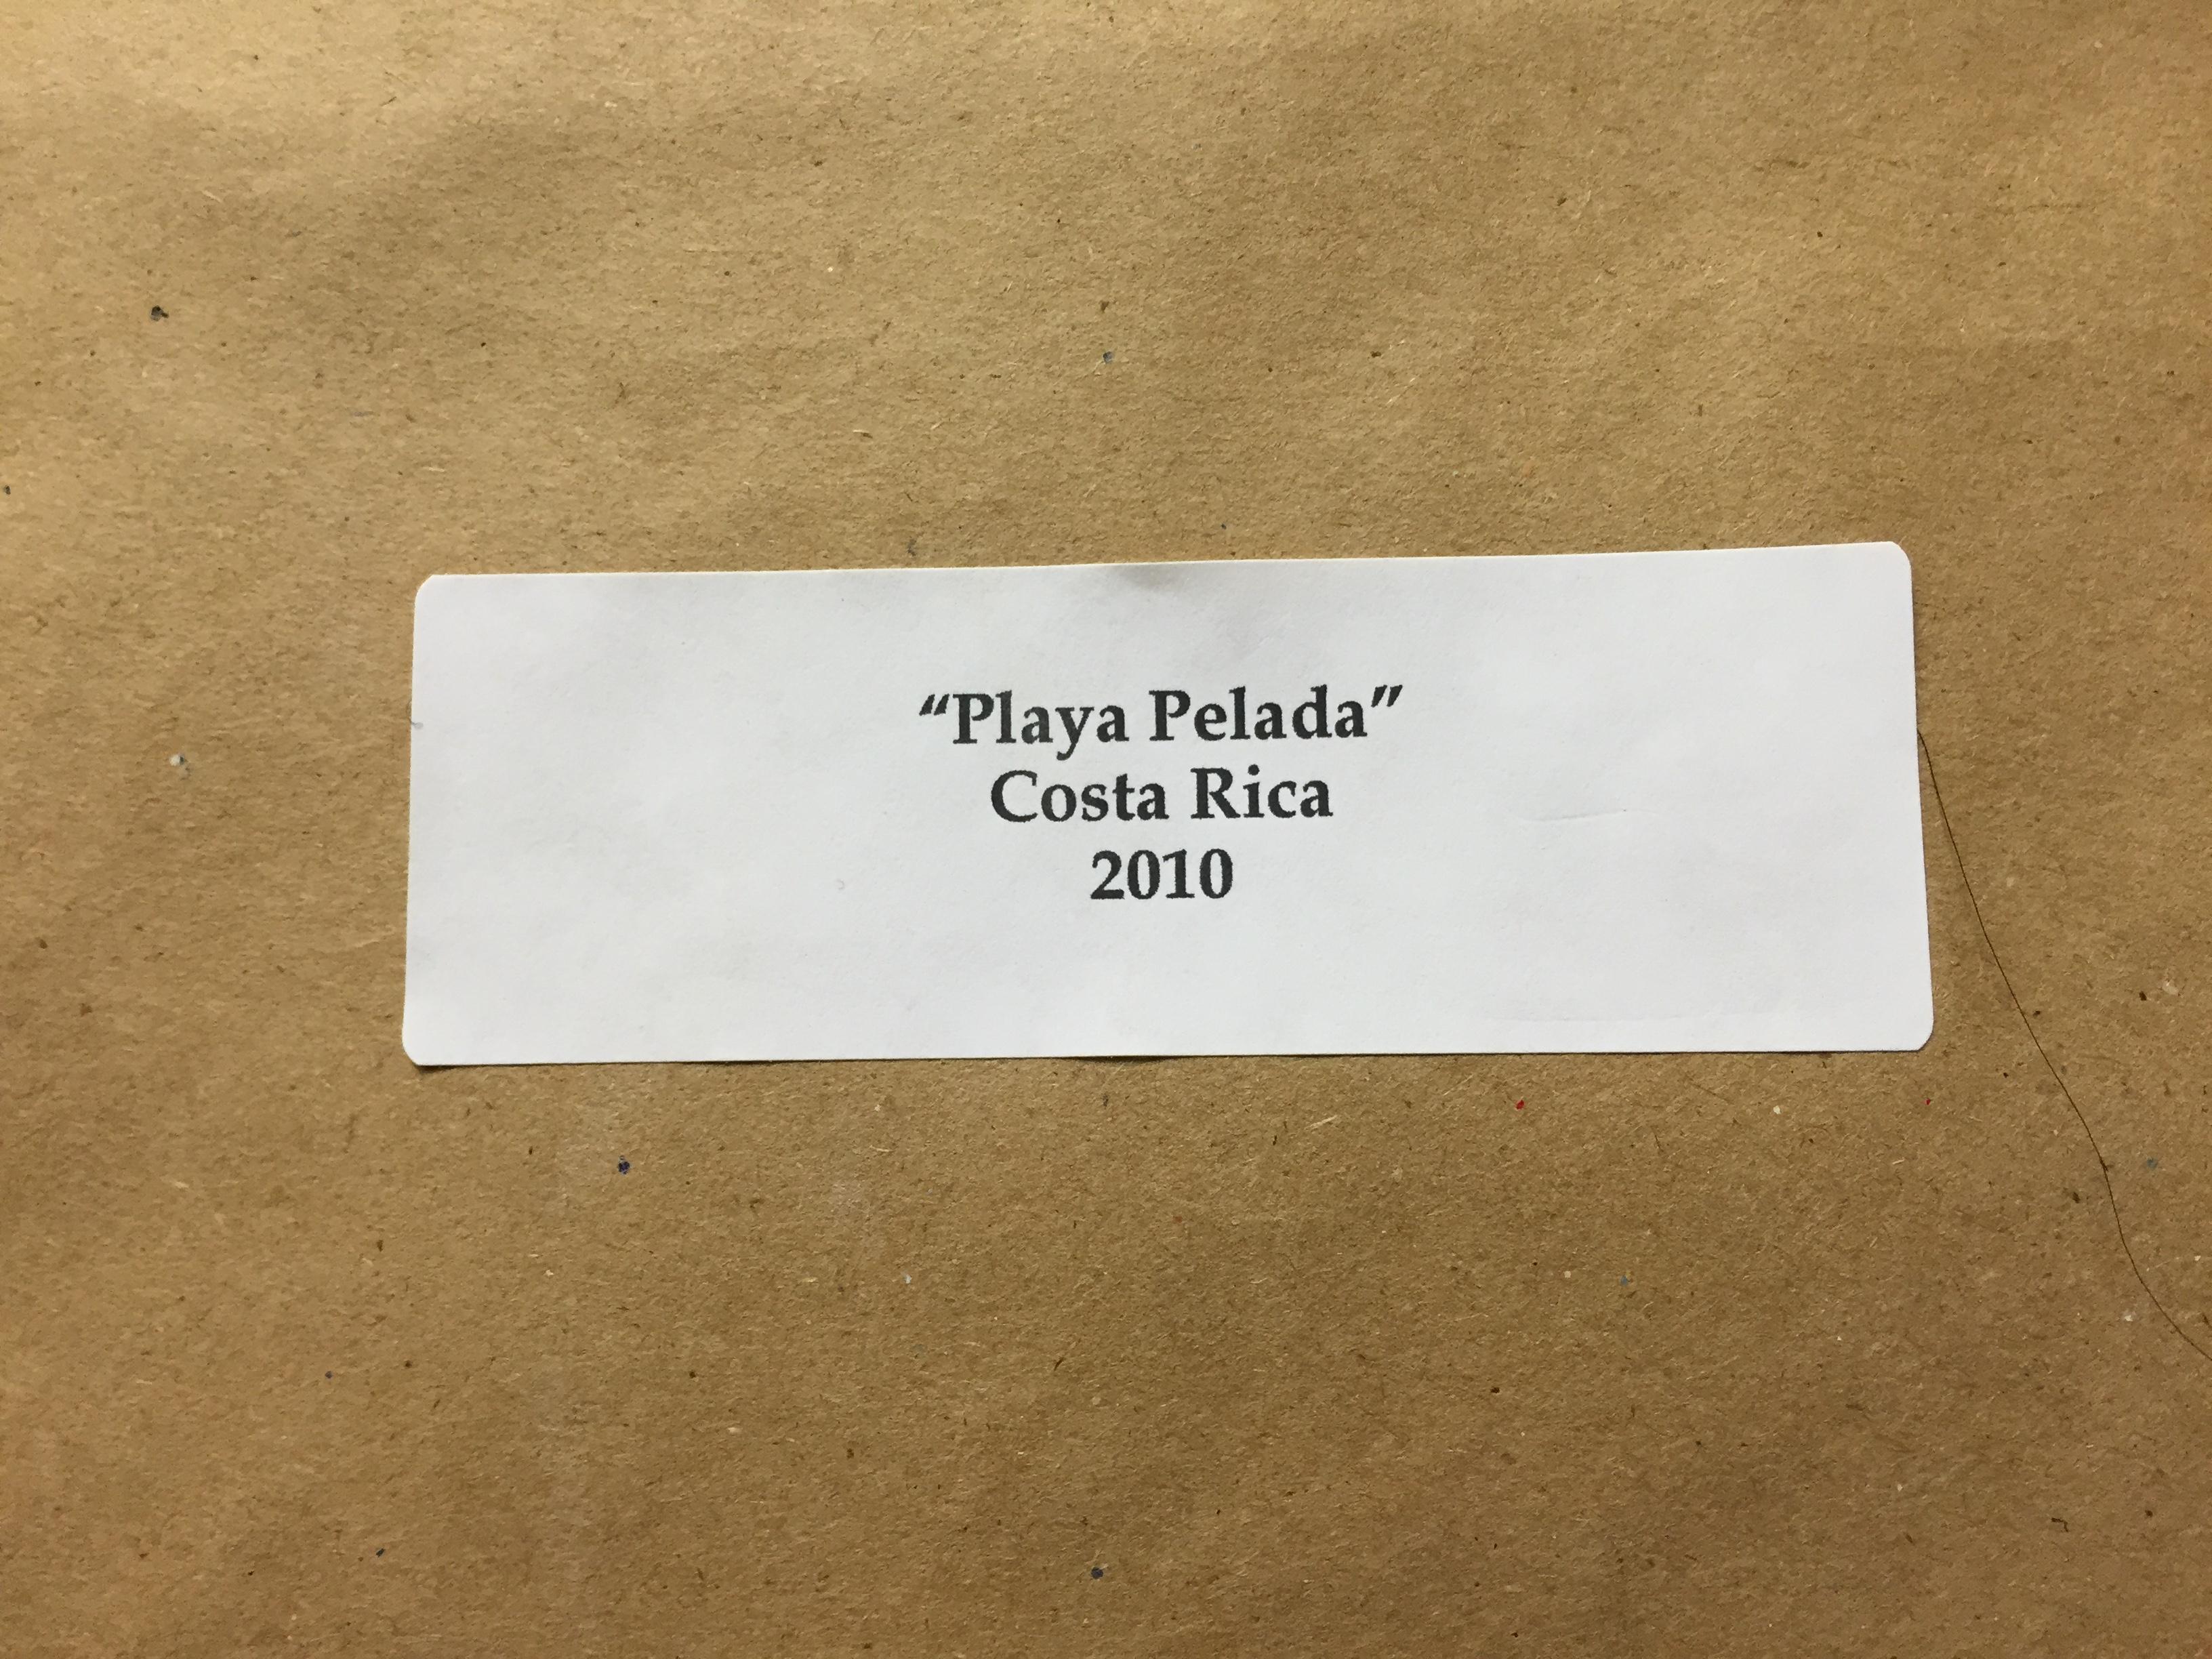 “Playa Pelada”
Costa Rica
2010